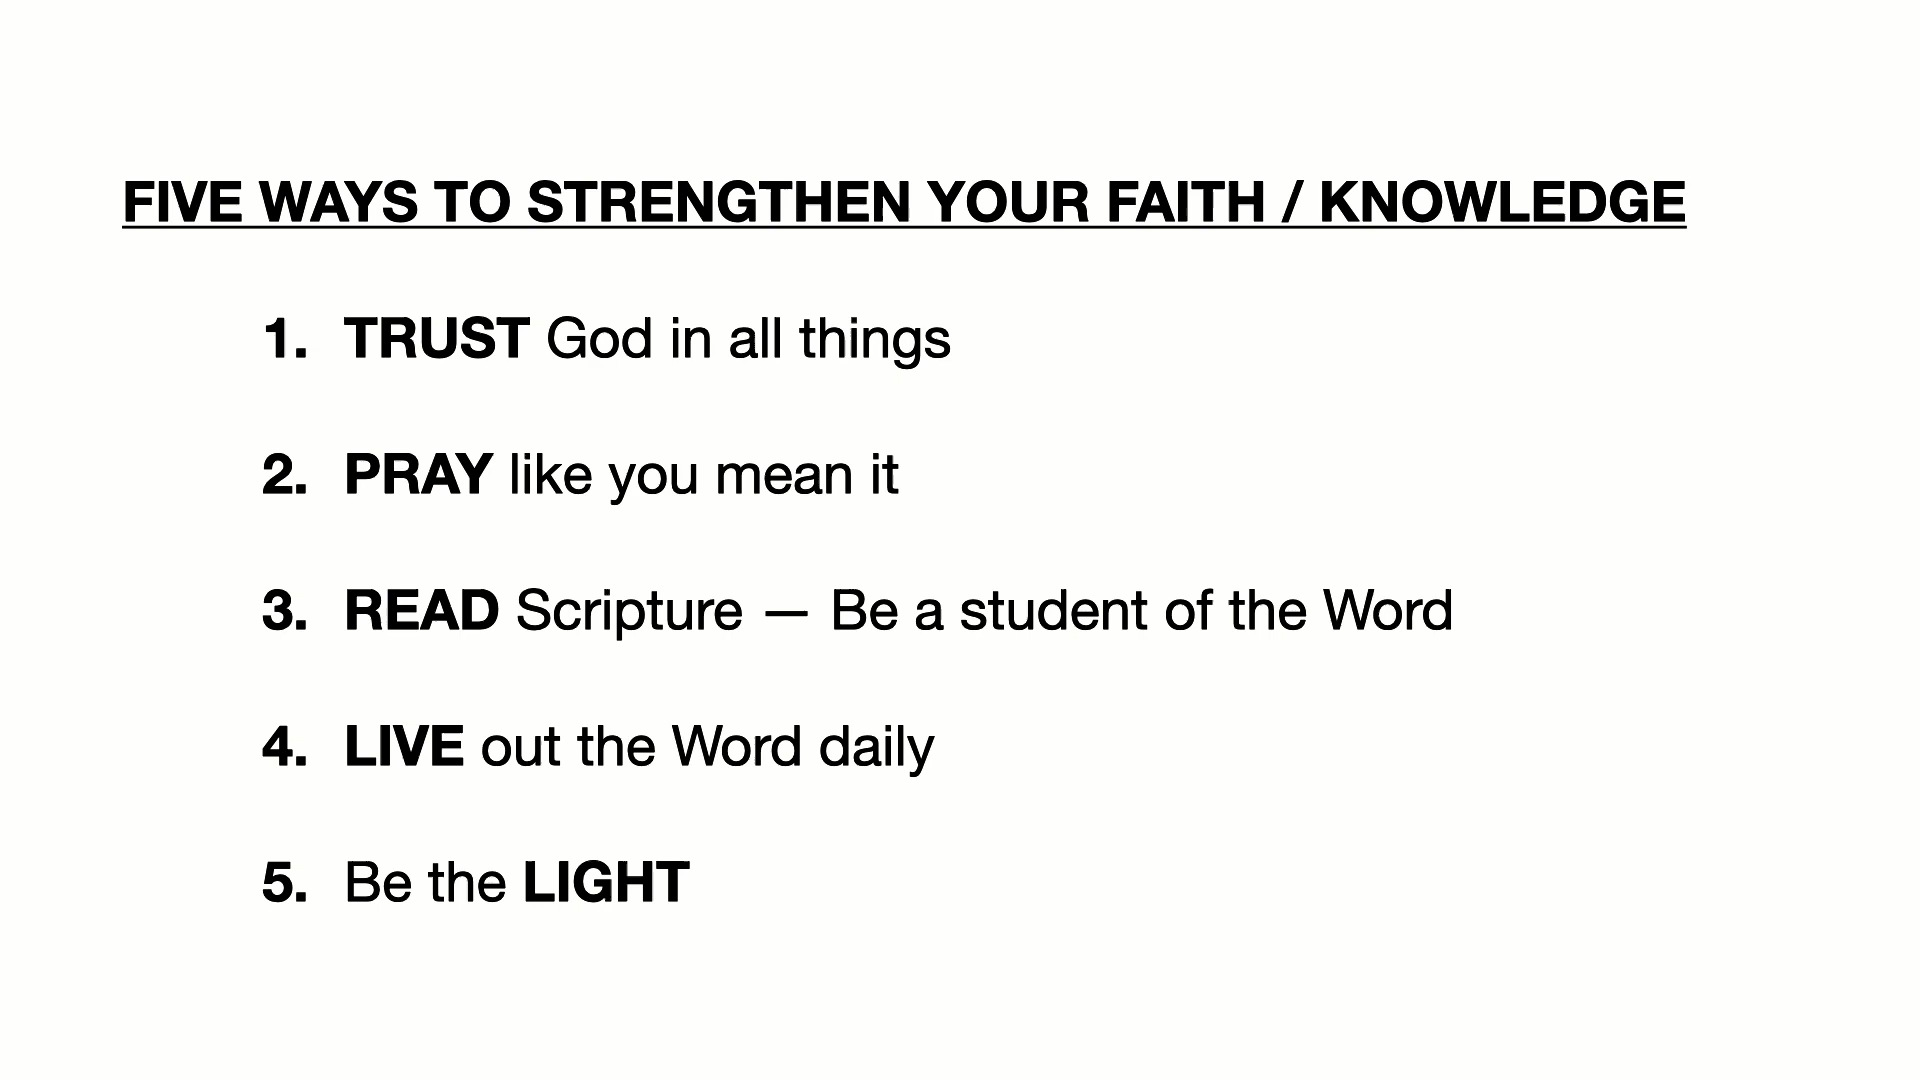 FIVE WAYS TO STRENGTHEN YOUR FAITH / KNOWLEDGE
1. TRUST God in all things
2. PRAY like you mean it
3. READ Scripture — Be a student of the Word
4. LIVE out the Word daily
5. Be the LIGHT